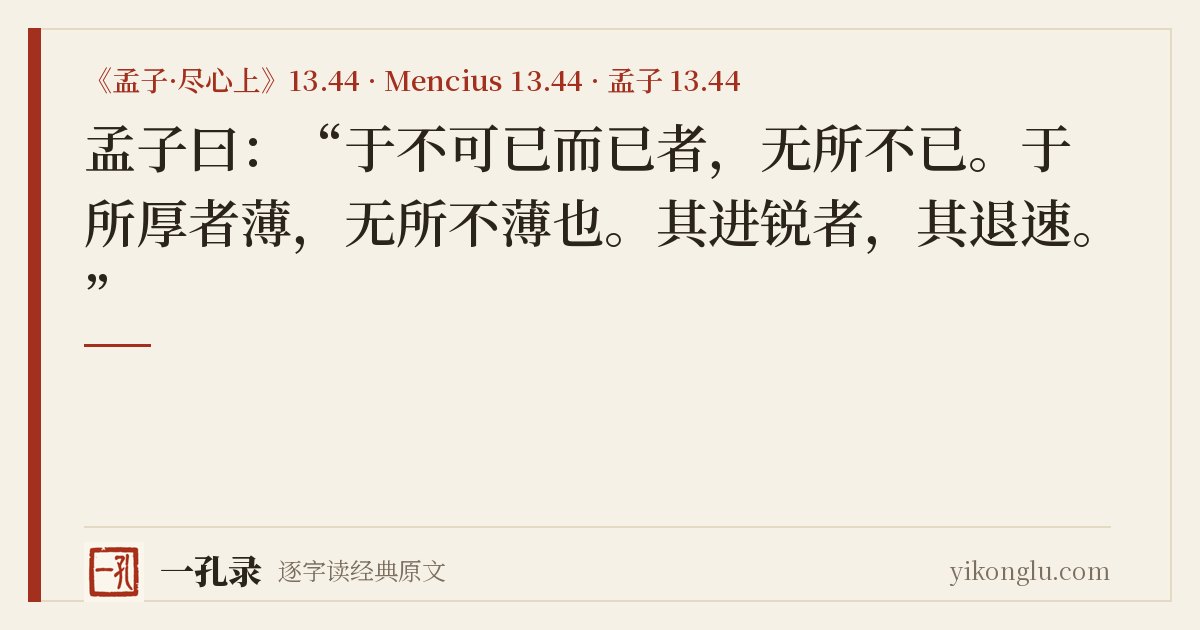 《孟子·尽心上》13.44 · Mencius 13.44 · 孟子 13.44
孟子曰：“于不可已而已者，无所不已。于
所厚者薄，无所不薄也。其进锐者，其退速。
”
一孔
一孔录 逐字读经典原文 yikonglu.com